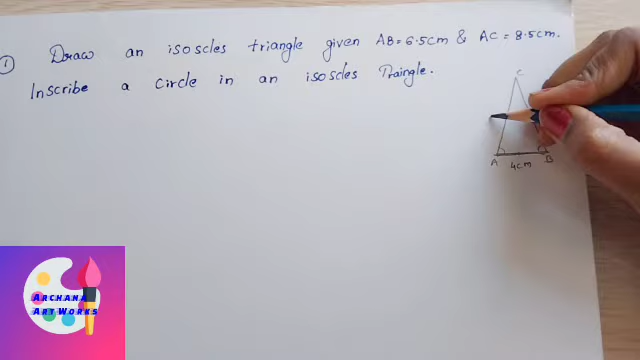 1 Draw an isoscles triangle given AB = 6.5cm & AC = 8.5cm.
Inscribe a circle in an isoscles Traingle.
C
A B
4cm
ARCHANA
ART WORKS